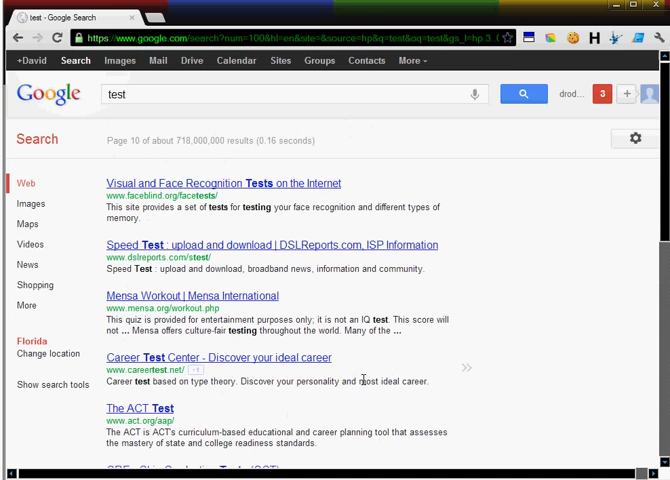 test - Google Search
https://www.google.com/search?num=100&hl=en&site=&source=hp&q=test&oq=test&gs_l=hp.3..0
+David Search Images Mail Drive Calendar Sites Groups Contacts More
Google test drod... 3 +
Search Page 10 of about 718,000,000 results (0.16 seconds)
Web
Images
Maps
Videos
News
Shopping
More
Florida
Change location
Show search tools
Visual and Face Recognition Tests on the Internet
www.faceblind.org/facetests/
This site provides a set of tests for testing your face recognition and different types of
memory.
Speed Test : upload and download | DSLReports.com, ISP Information
www.dslreports.com/stest/
Speed Test : upload and download, broadband news, information and community.
Mensa Workout | Mensa International
www.mensa.org/workout.php
This quiz is provided for entertainment purposes only; it is not an IQ test. This score will
not ... Mensa offers culture-fair testing throughout the world. Many of the ...
Career Test Center - Discover your ideal career
www.careertest.net/ +1
Career test based on type theory. Discover your personality and most ideal career.
The ACT Test
www.act.org/aap/
The ACT is ACT's curriculum-based educational and career planning tool that assesses
the mastery of state and college readiness standards.